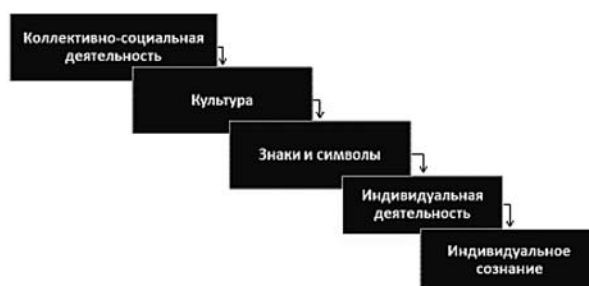 Коллективно-социальная
деятельность
Культура
Знаки и символы
Индивидуальная
деятельность
Индивидуальное
сознание